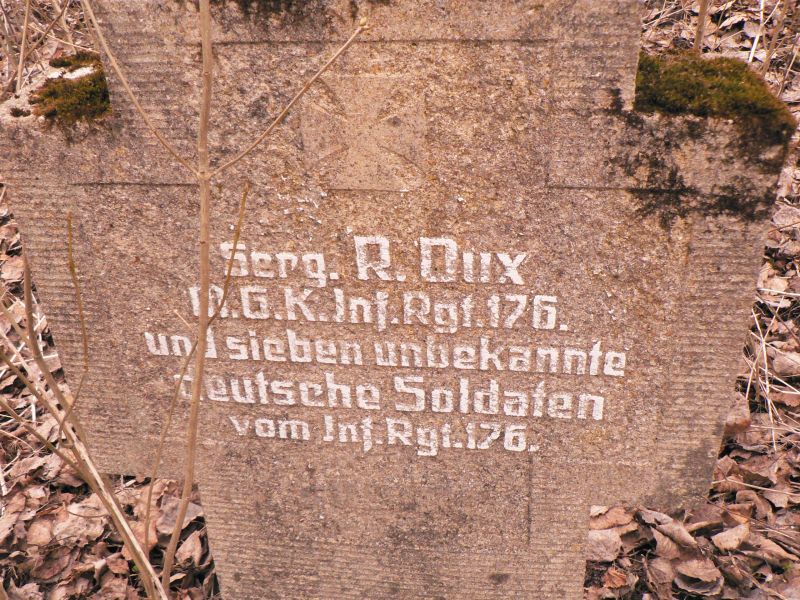 Serg. R. Dux
M.G.K. Inf. Rgt. 176.
und sieben unbekannte
deutsche Soldaten
vom Inf. Rgt. 176.